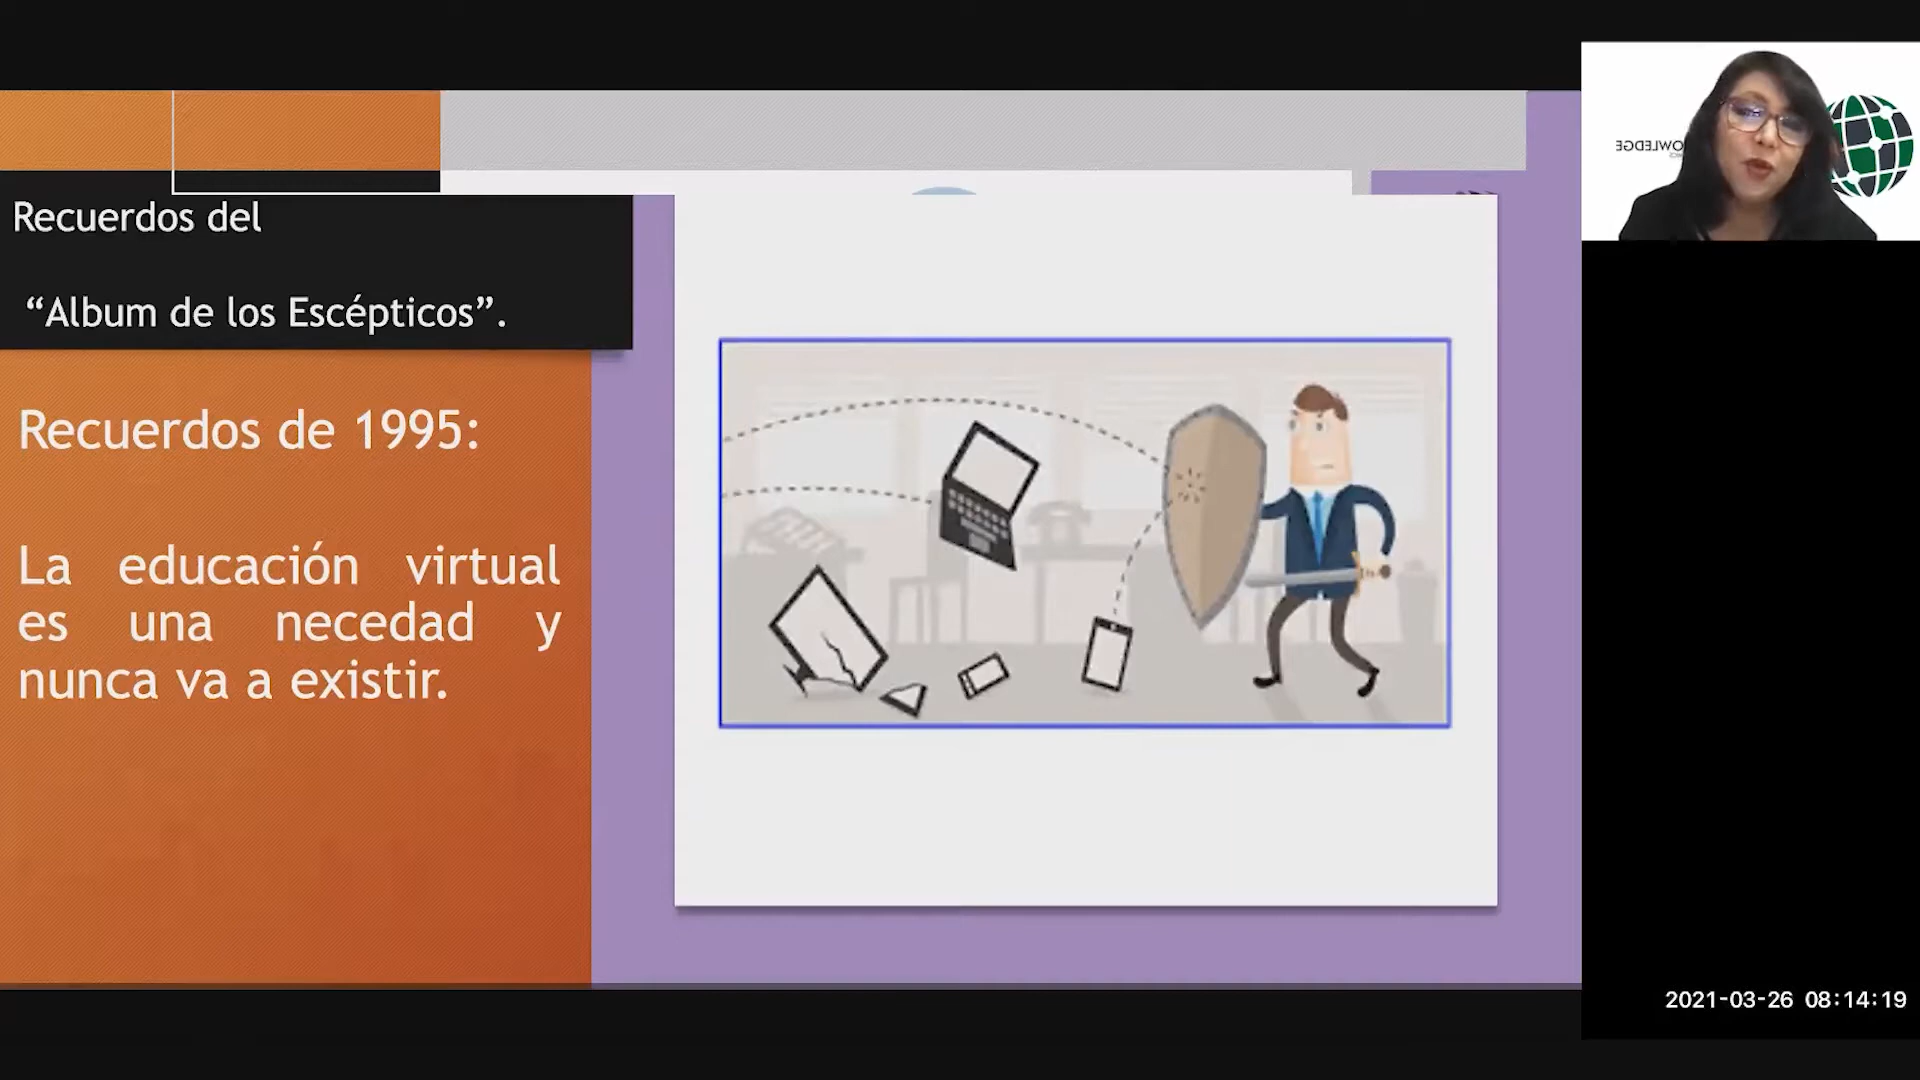 Recuerdos del
“Album de los Escépticos”.
Recuerdos de 1995:
La educación virtual
es una necedad y
nunca va a existir.
2021-03-26 08:14:19